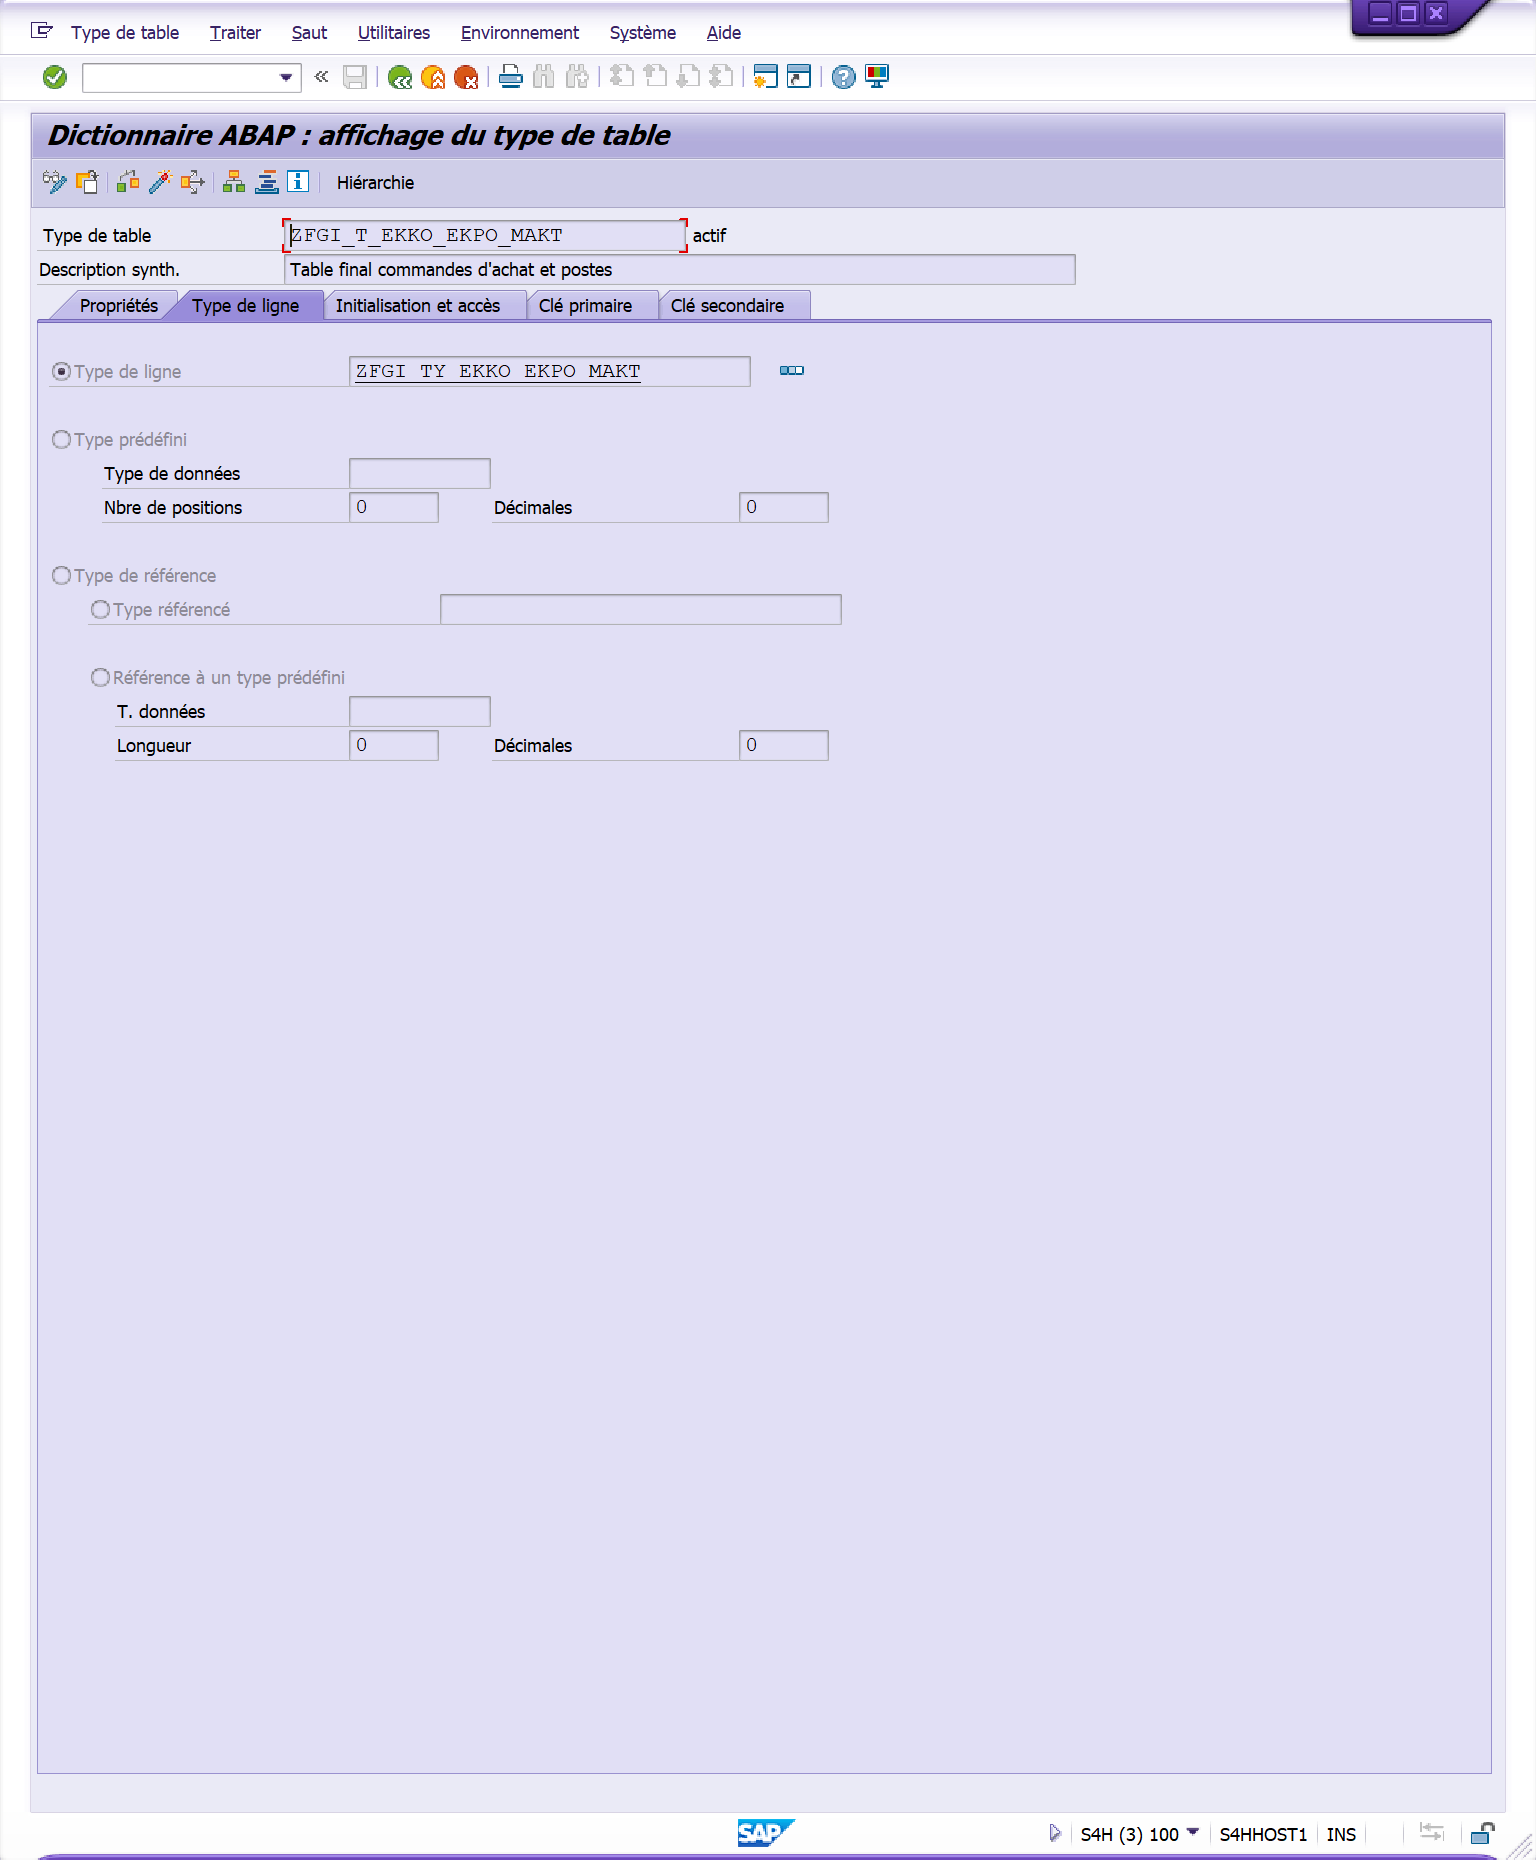 Type de table Traiter Saut Utilitaires Environnement Système Aide
Dictionnaire ABAP : affichage du type de table
Hiérarchie
Type de table ZFGI_T_EKKO_EKPO_MAKT actif
Description synth. Table final commandes d'achat et postes
Propriétés Type de ligne Initialisation et accès Clé primaire Clé secondaire
Type de ligne ZFGI_TY_EKKO_EKPO_MAKT
Type prédéfini
Type de données
Nbre de positions 0 Décimales 0
Type de référence
Type référencé
Référence à un type prédéfini
T. données
Longueur 0 Décimales 0
SAP S4H (3) 100 S4HHOST1 INS